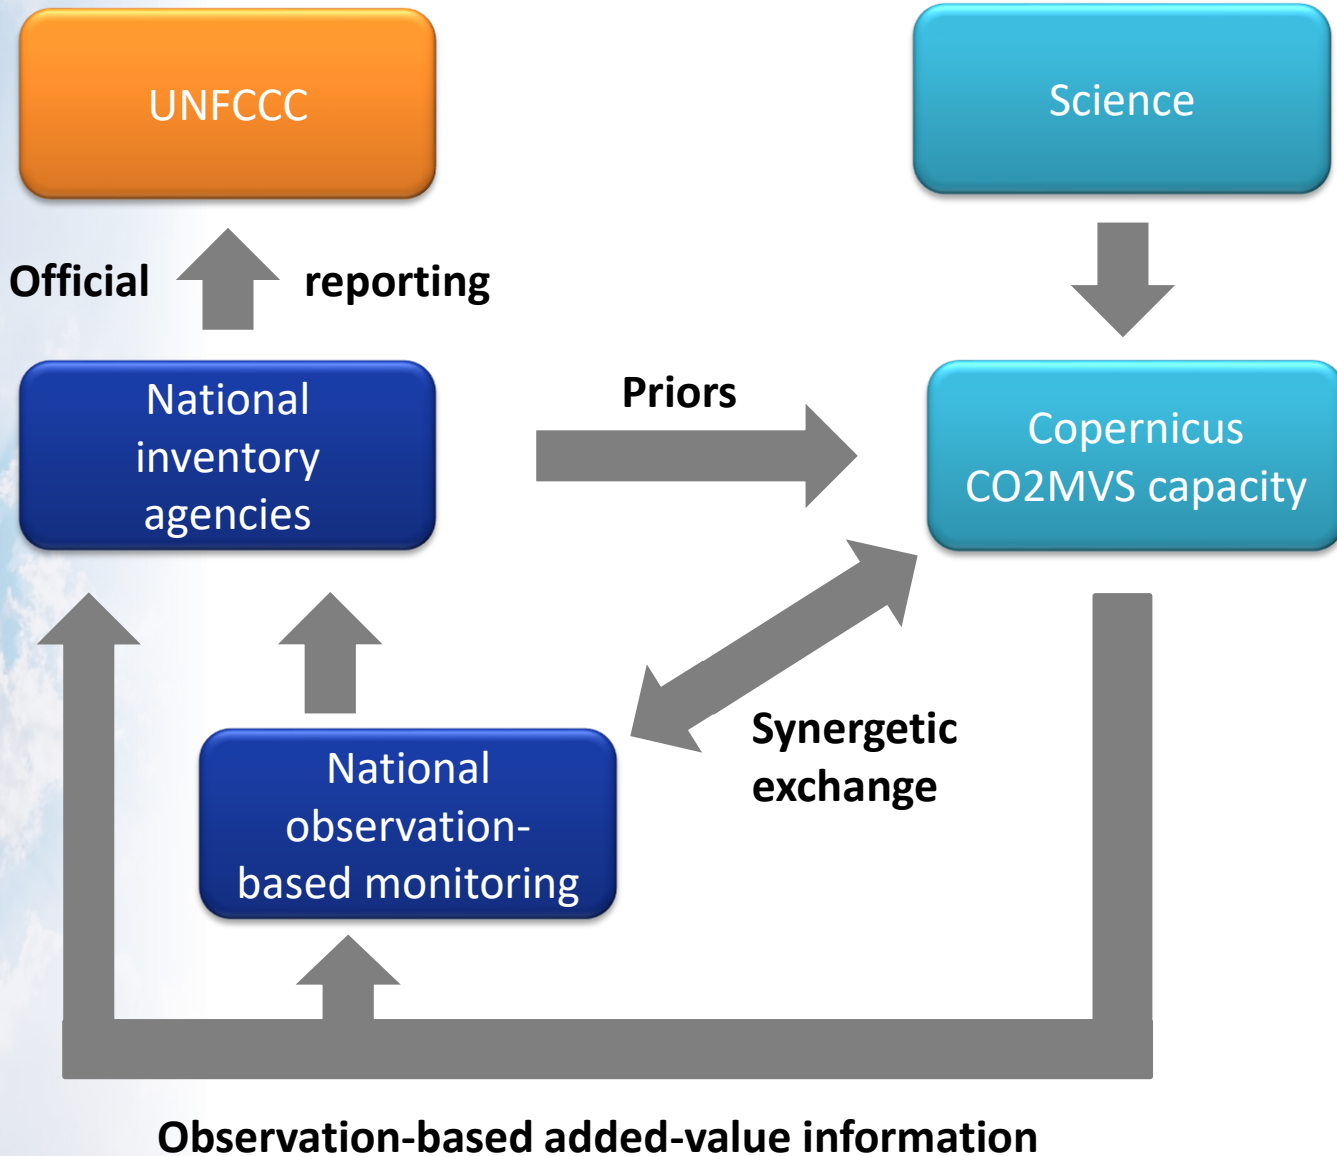 UNFCCC
Science
Official reporting
National
inventory
agencies
Priors
Copernicus
CO2MVS capacity
National
observation-
based monitoring
Synergetic
exchange
Observation-based added-value information